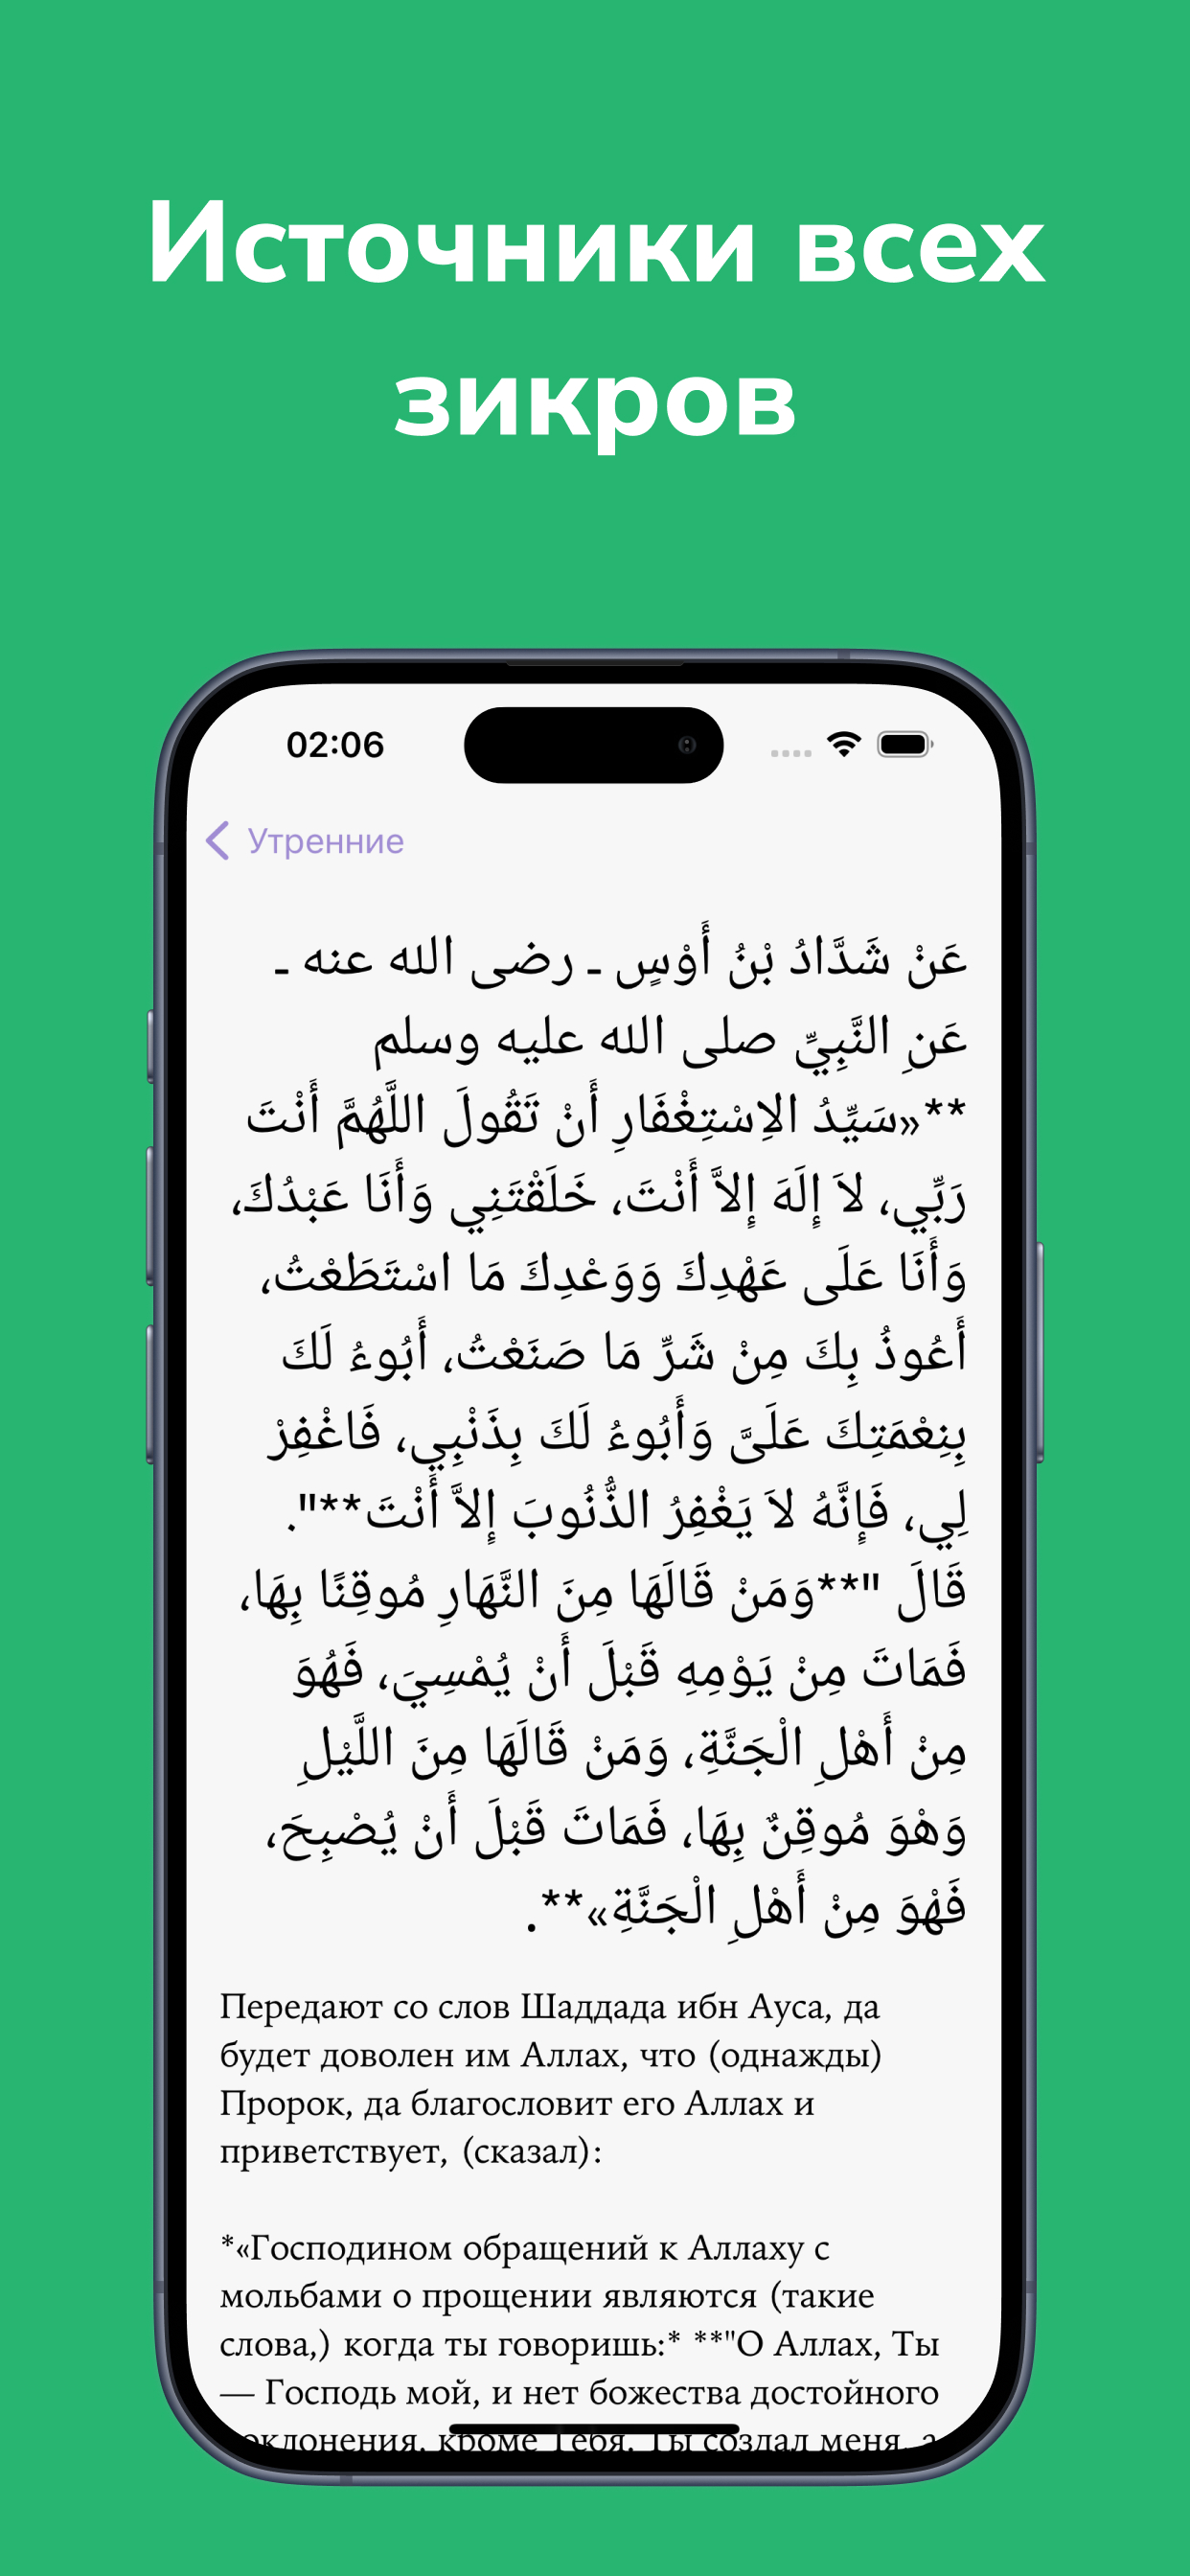 Источники всех
зикров
02:06
Утренние
عَنْ شَدَّادُ بْنُ أَوْسٍ ـ رضى الله عنه ـ
عَنِ النَّبِيِّ صلى الله عليه وسلم
**«سَيِّدُ الاِسْتِغْفَارِ أَنْ تَقُولَ اللَّهُمَّ أَنْتَ
رَبِّي، لاَ إِلَهَ إِلاَّ أَنْتَ، خَلَقْتَنِي وَأَنَا عَبْدُكَ،
وَأَنَا عَلَى عَهْدِكَ وَوَعْدِكَ مَا اسْتَطَعْتُ،
أَعُوذُ بِكَ مِنْ شَرِّ مَا صَنَعْتُ، أَبُوءُ لَكَ
بِنِعْمَتِكَ عَلَىَّ وَأَبُوءُ لَكَ بِذَنْبِي، فَاغْفِرْ
لِي، فَإِنَّهُ لاَ يَغْفِرُ الذُّنُوبَ إِلاَّ أَنْتَ**".
قَالَ "**وَمَنْ قَالَهَا مِنَ النَّهَارِ مُوقِنًا بِهَا،
فَمَاتَ مِنْ يَوْمِهِ قَبْلَ أَنْ يُمْسِيَ، فَهُوَ
مِنْ أَهْلِ الْجَنَّةِ، وَمَنْ قَالَهَا مِنَ اللَّيْلِ
وَهْوَ مُوقِنٌ بِهَا، فَمَاتَ قَبْلَ أَنْ يُصْبِحَ،
فَهْوَ مِنْ أَهْلِ الْجَنَّةِ»**.
Передают со слов Шаддада ибн Ауса, да
будет доволен им Аллах, что (однажды)
Пророк, да благословит его Аллах и
приветствует, (сказал):
*«Господином обращений к Аллаху с
мольбами о прощении являются (такие
слова,) когда ты говоришь:* **"О Аллах, Ты
— Господь мой, и нет божества достойного
кроме Тебя. Ты создал меня, а